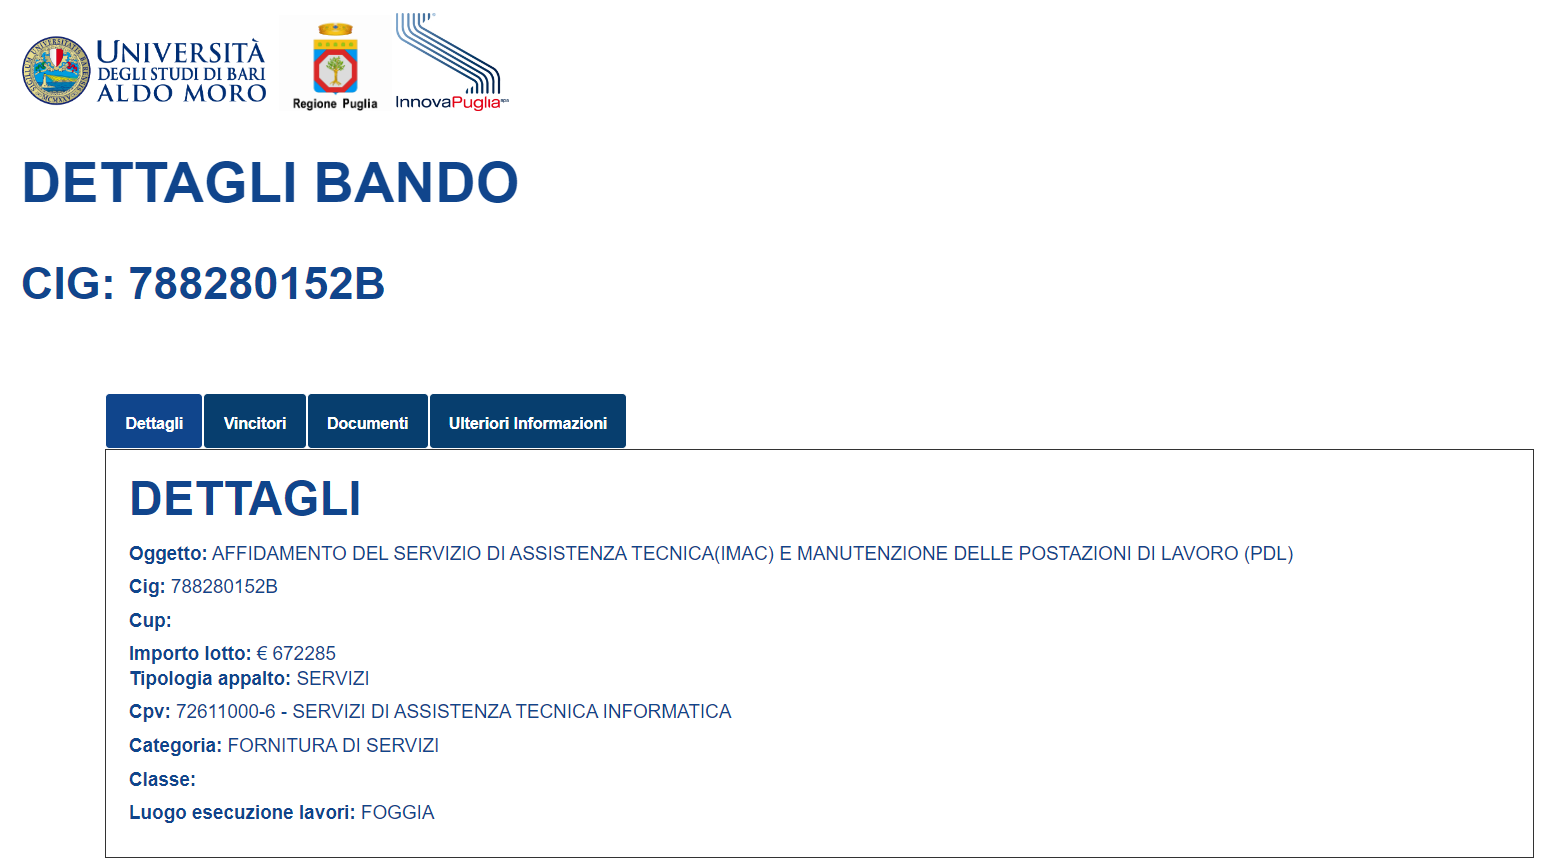 UNIVERSITÀ
DEGLI STUDI DI BARI
ALDO MORO
Regione Puglia
InnovaPuglia spa
DETTAGLI BANDO
CIG: 788280152B
Dettagli Vincitori Documenti Ulteriori Informazioni
DETTAGLI
Oggetto: AFFIDAMENTO DEL SERVIZIO DI ASSISTENZA TECNICA(IMAC) E MANUTENZIONE DELLE POSTAZIONI DI LAVORO (PDL)
Cig: 788280152B
Cup:
Importo lotto: € 672285
Tipologia appalto: SERVIZI
Cpv: 72611000-6 - SERVIZI DI ASSISTENZA TECNICA INFORMATICA
Categoria: FORNITURA DI SERVIZI
Classe:
Luogo esecuzione lavori: FOGGIA